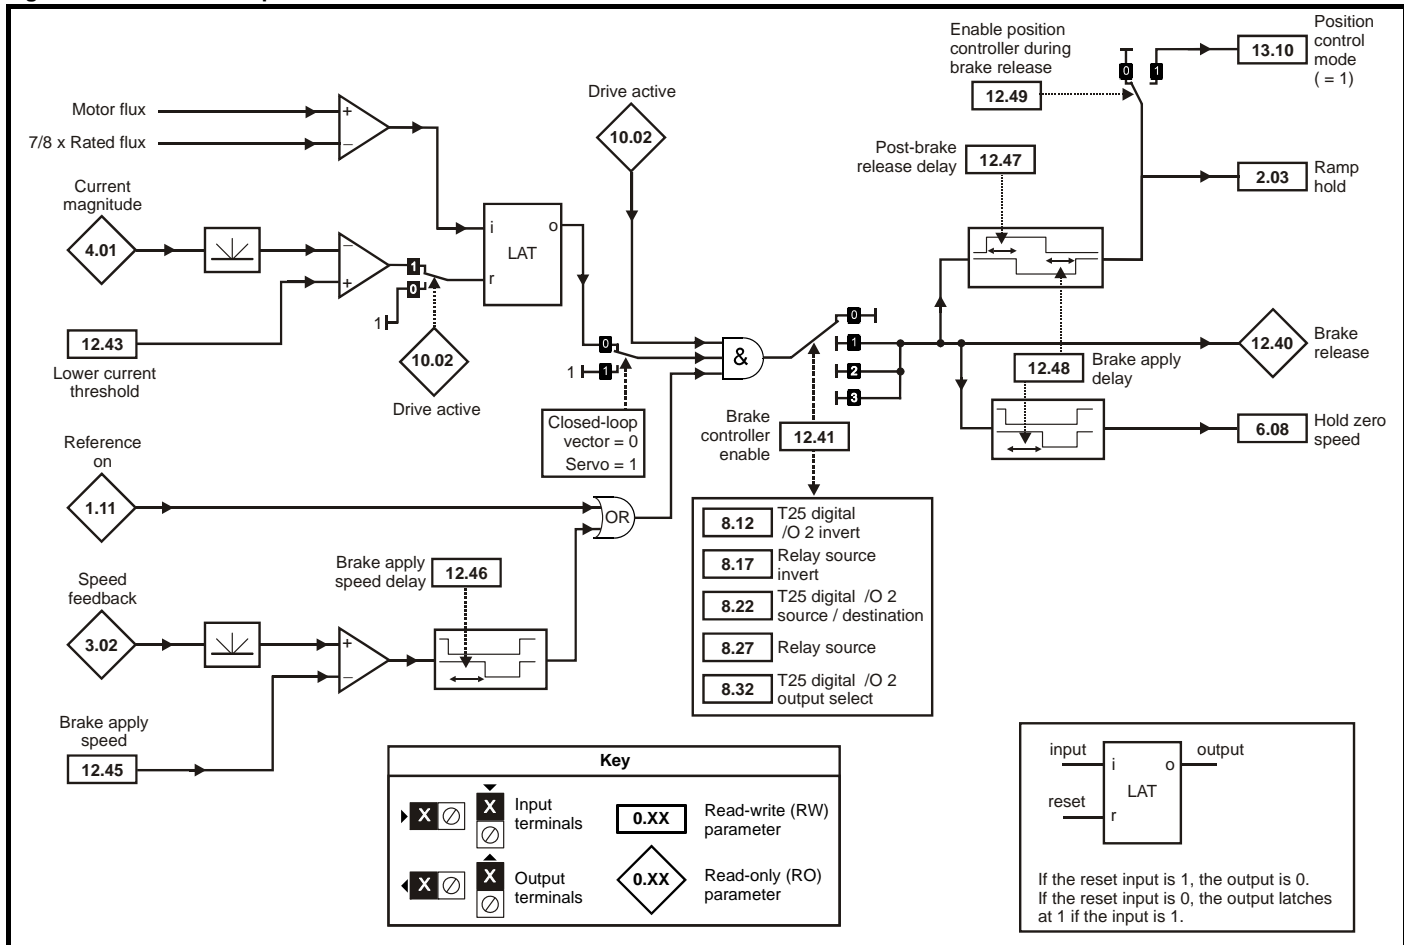 Motor flux
7/8 x Rated flux
+
−
Current
magnitude
4.01
−
+
12.43
Lower current
threshold
1
0
1
10.02
Drive active
i
o
LAT
r
Drive active
10.02
0
1
1
Closed-loop
vector = 0
Servo = 1
&
Reference
on
1.11
OR
Speed
feedback
3.02
+
−
Brake apply
speed delay
12.46
Brake apply
speed
12.45
0
1
2
3
Brake
controller
enable
12.41
8.12
T25 digital
/O 2 invert
8.17
Relay source
invert
8.22
T25 digital /O 2
source / destination
8.27
Relay source
8.32
T25 digital /O 2
output select
Enable position
controller during
brake release
12.49
0
1
13.10
Position
control
mode
( = 1)
Post-brake
release delay
12.47
2.03
Ramp
hold
12.40
Brake
release
12.48
Brake apply
delay
6.08
Hold zero
speed
Key
X
X
Input
terminals
0.XX
Read-write (RW)
parameter
X
X
Output
terminals
0.XX
Read-only (RO)
parameter
input
output
i
o
LAT
reset
r
If the reset input is 1, the output is 0.
If the reset input is 0, the output latches
at 1 if the input is 1.